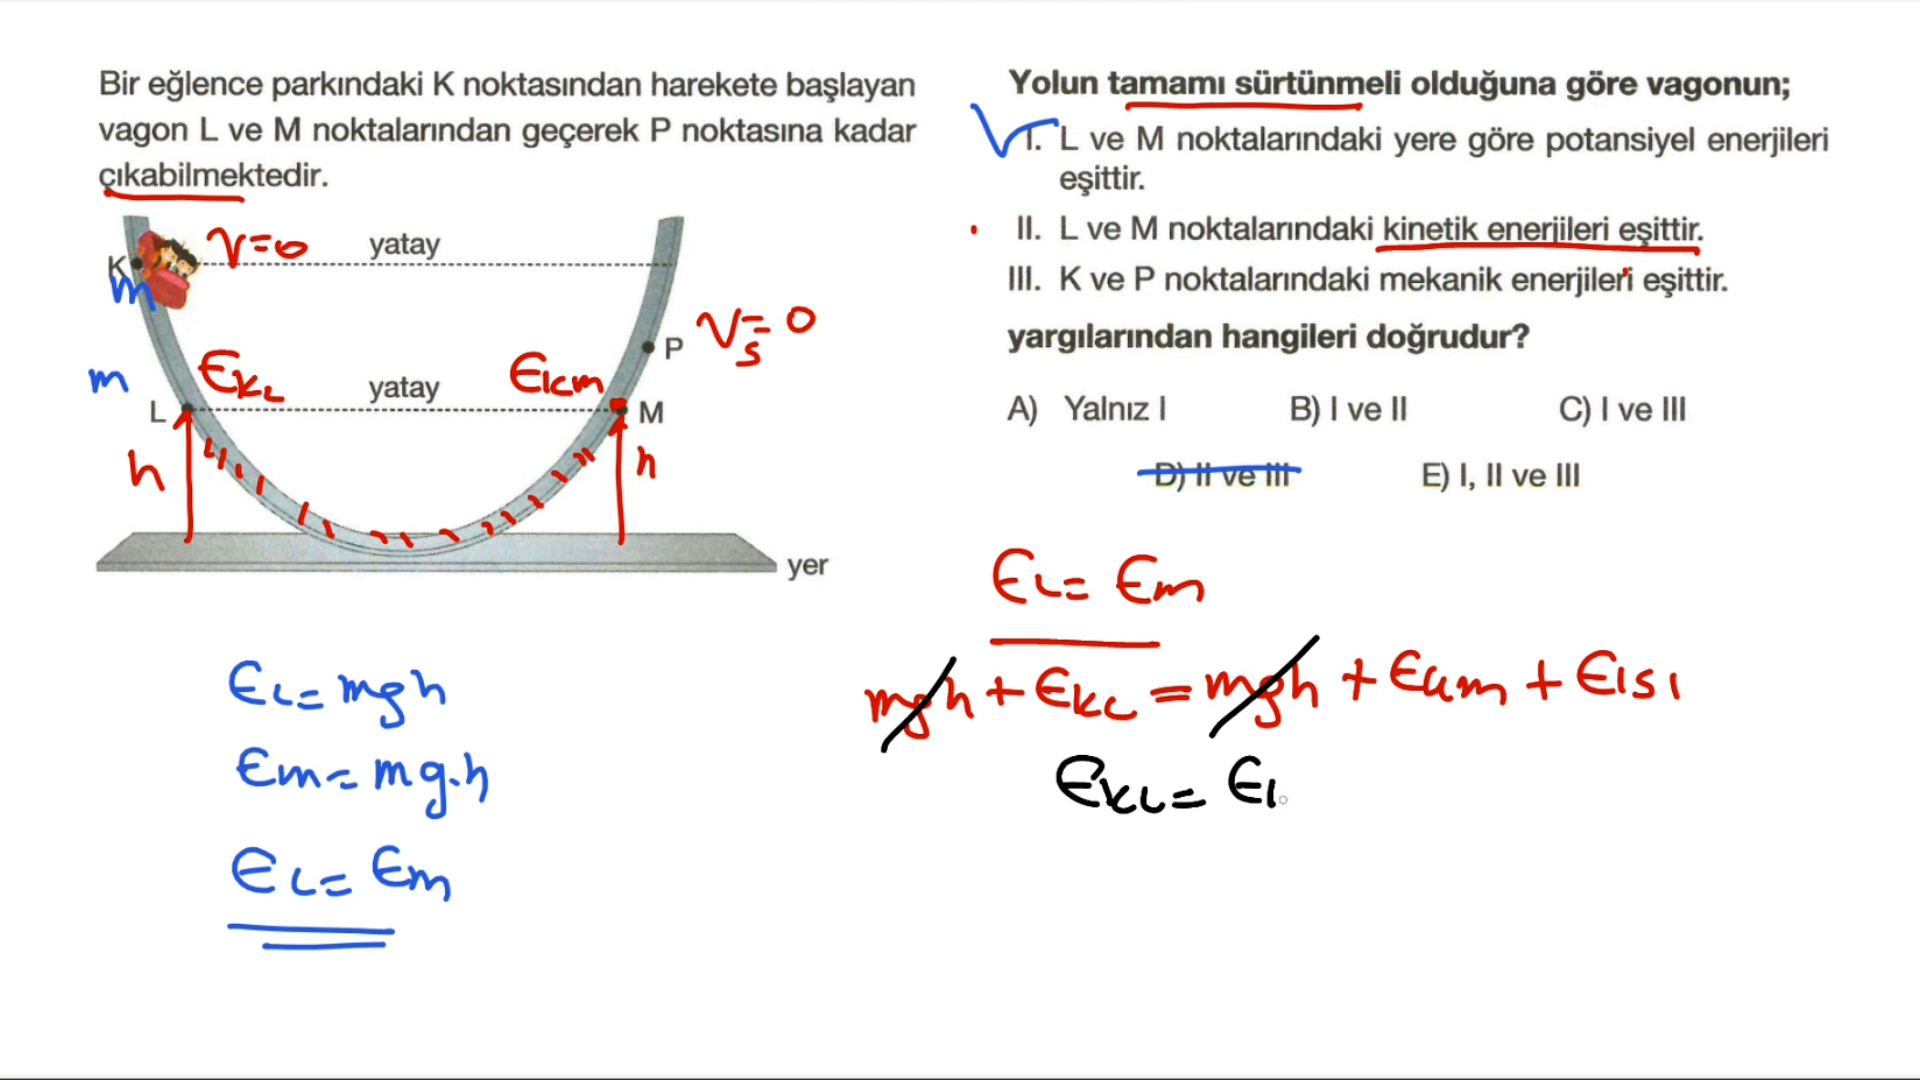 Bir eğlence parkındaki K noktasından harekete başlayan
vagon L ve M noktalarından geçerek P noktasına kadar
çıkabilmektedir.
K
m
V=0
yatay
P
Vs=0
m
EKL
yatay
EKm
L
M
h
h
yer
EL=mgh
Em=mg.h
EL=Em
Yolun tamamı sürtünmeli olduğuna göre vagonun;
I. L ve M noktalarındaki yere göre potansiyel enerjileri
eşittir.
II. L ve M noktalarındaki kinetik enerjileri eşittir.
III. K ve P noktalarındaki mekanik enerjileri eşittir.
yargılarından hangileri doğrudur?
A) Yalnız I B) I ve II C) I ve III
D) II ve III E) I, II ve III
EL=Em
mgh+EKL=mgh+EKm+EISI
EKL=EI